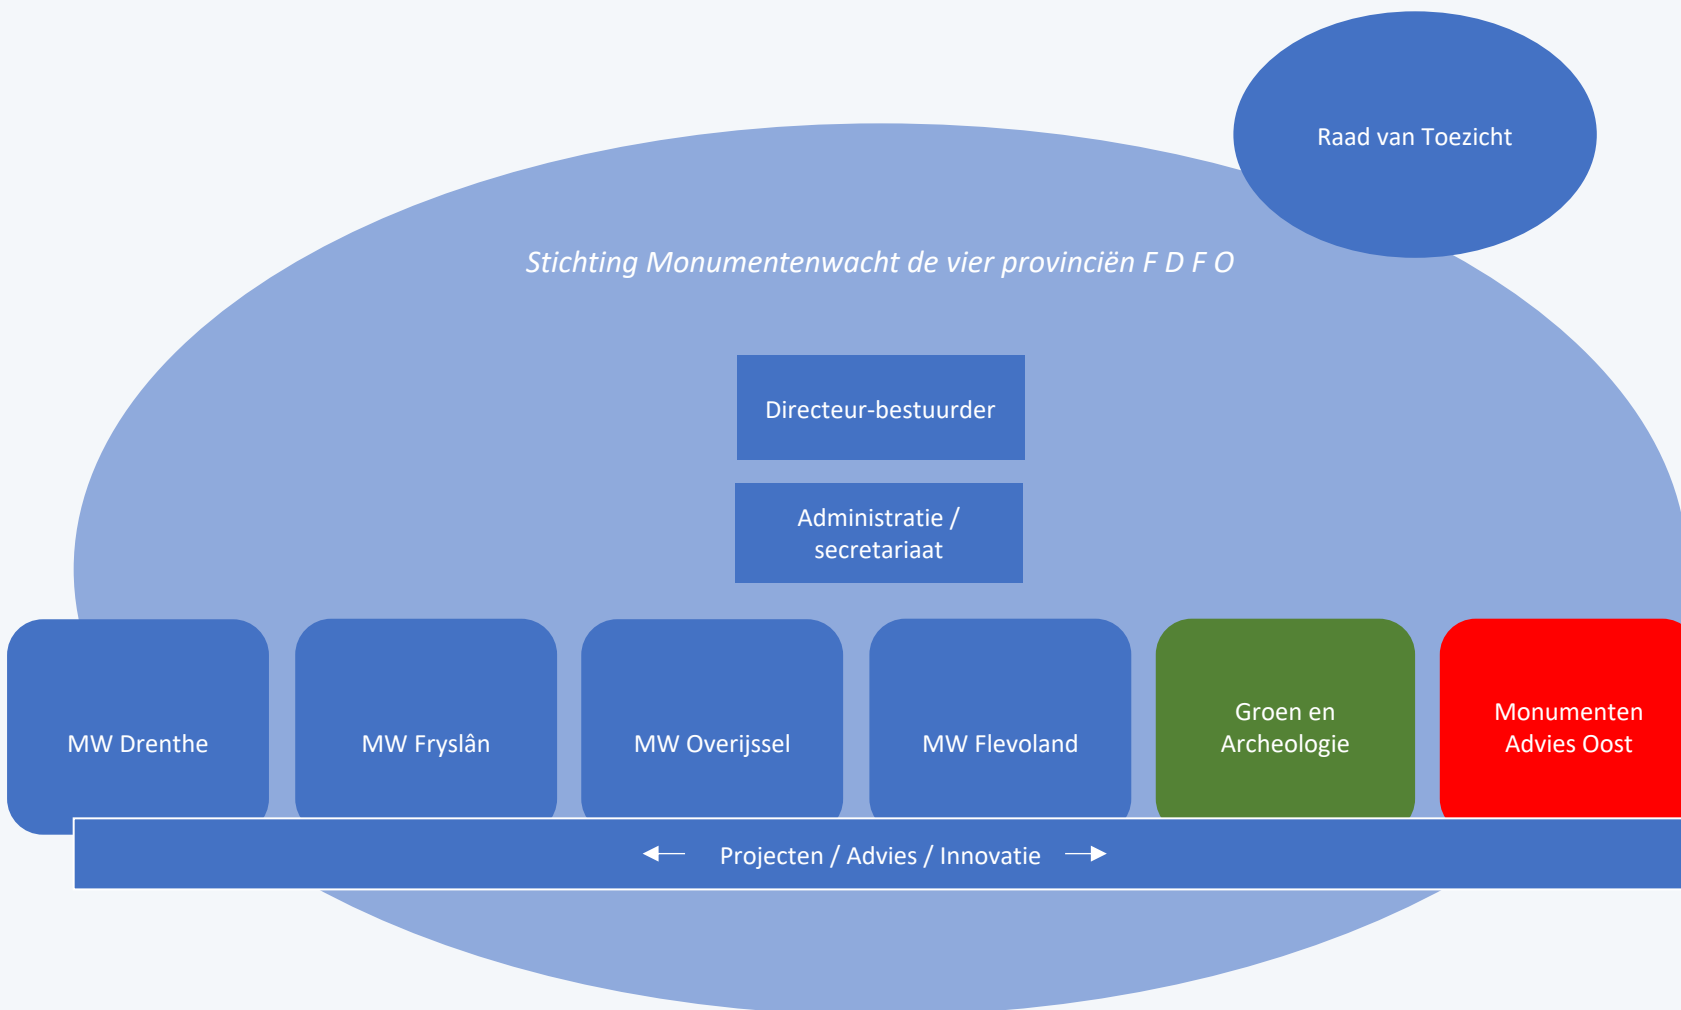 Raad van Toezicht
Stichting Monumentenwacht de vier provinciën F D F O
Directeur-bestuurder
Administratie /
secretariaat
MW Drenthe
MW Fryslân
MW Overijssel
MW Flevoland
Groen en
Archeologie
Monumenten
Advies Oost
Projecten / Advies / Innovatie